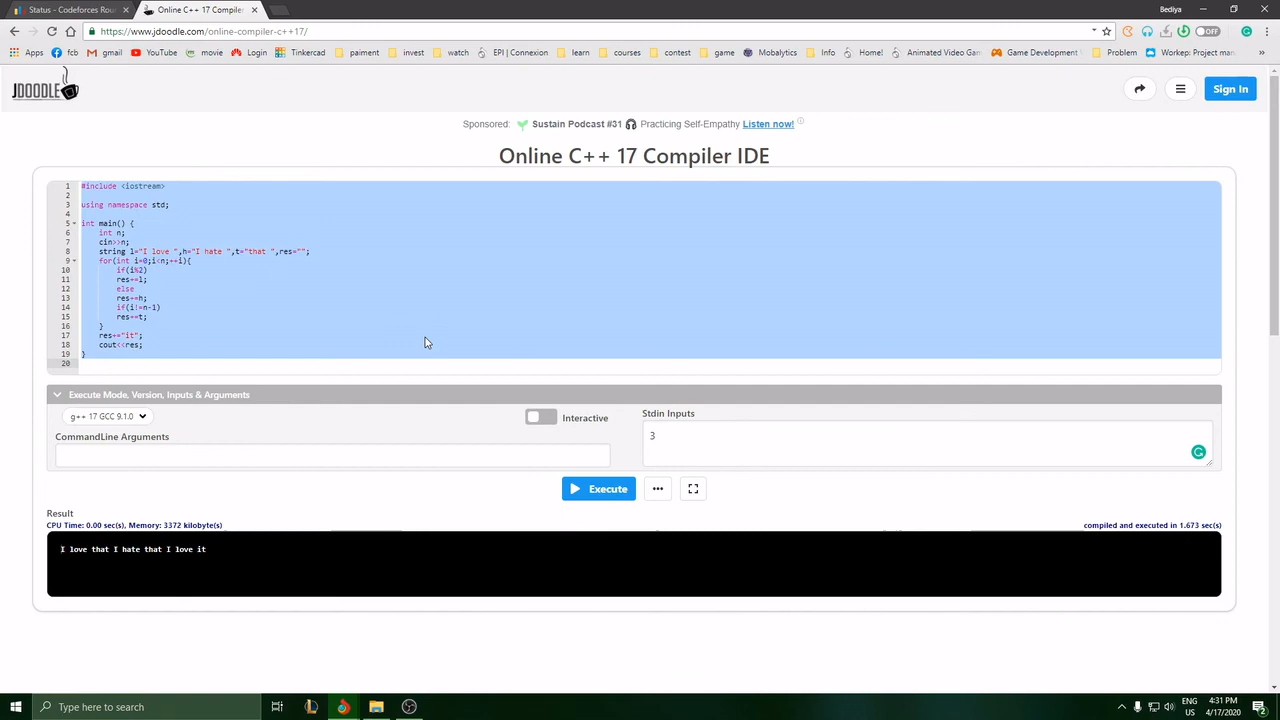 Status - Codeforces Rour
Online C++ 17 Compiler
Bediya
https://www.jdoodle.com/online-compiler-c++17/
OFF
Apps fcb gmail YouTube movie Login Tinkercad paiment invest watch EPI | Connexion learn courses contest game Mobalytics Info Home! Animated Video Gam Game Development Problem Workep: Project man
JDOODLE
Sign In
Sponsored: Sustain Podcast #31 Practicing Self-Empathy Listen now!
Online C++ 17 Compiler IDE
1 #include <iostream>
2
3 using namespace std;
4
5 int main() {
6 int n;
7 cin>>n;
8 string l="I love ",h="I hate ",t="that ",res="";
9 for(int i=0;i<n;++i){
10 if(i%2)
11 res+=l;
12 else
13 res+=h;
14 if(i!=n-1)
15 res+=t;
16 }
17 res+="it";
18 cout<<res;
19 }
20
Execute Mode, Version, Inputs & Arguments
g++ 17 GCC 9.1.0
Interactive
Stdin Inputs
CommandLine Arguments
3
Execute
Result
CPU Time: 0.00 sec(s), Memory: 3372 kilobyte(s)
compiled and executed in 1.673 sec(s)
I love that I hate that I love it
Type here to search
ENG
US
4:31 PM
4/17/2020
2